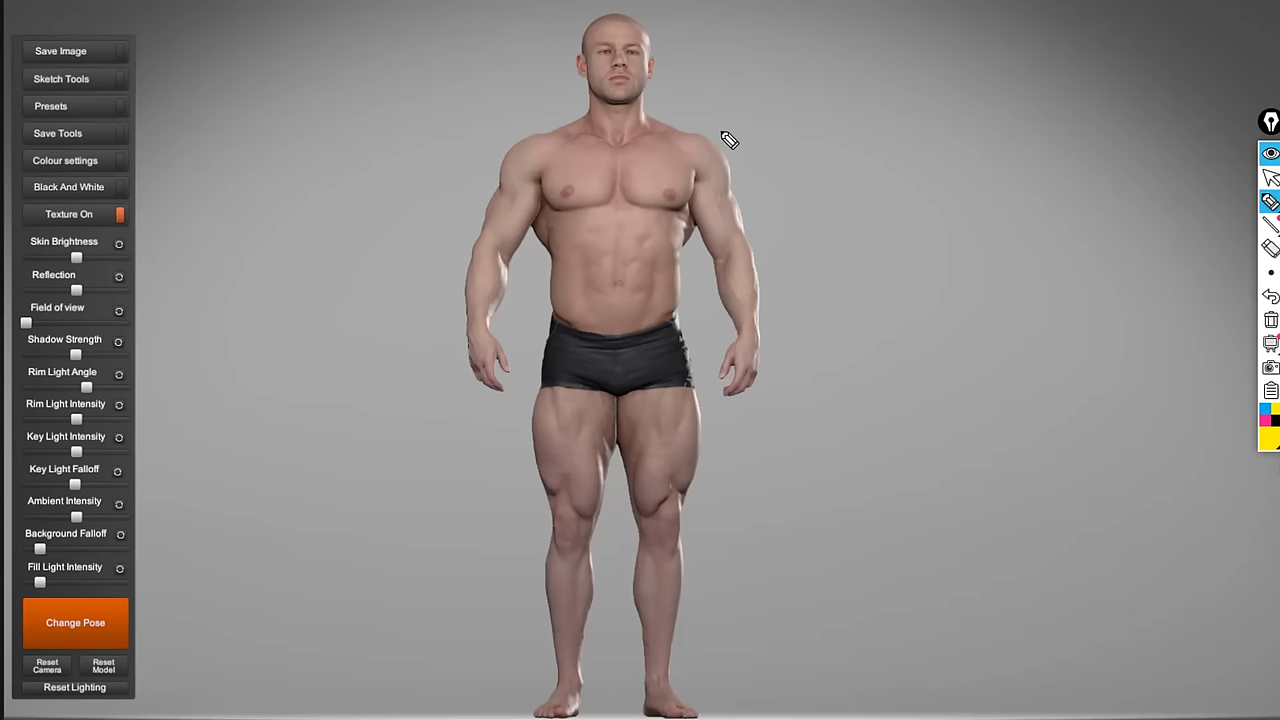 Save Image
Sketch Tools
Presets
Save Tools
Colour settings
Black And White
Texture On
Skin Brightness
Reflection
Field of view
Shadow Strength
Rim Light Angle
Rim Light Intensity
Key Light Intensity
Key Light Falloff
Ambient Intensity
Background Falloff
Fill Light Intensity
Change Pose
Reset Camera
Reset Model
Reset Lighting